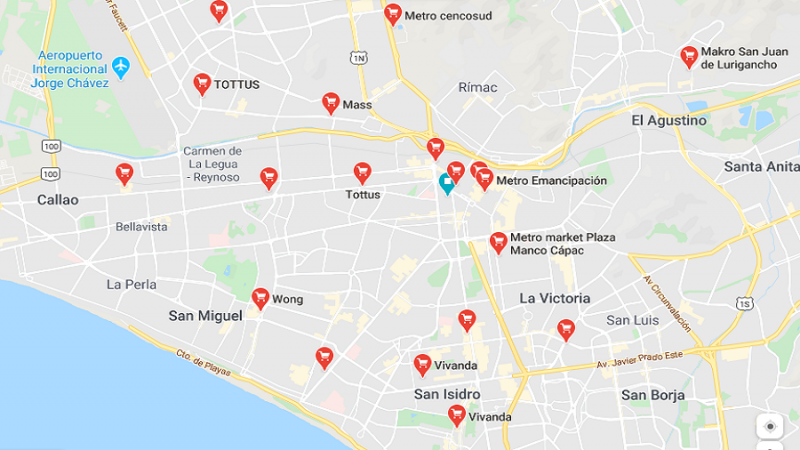 Av. Faucett
Metro cencosud
Aeropuerto
Internacional
Jorge Chávez
TOTTUS
1N
Makro San Juan
de Lurigancho
Rímac
Mass
El Agustino
Carmen de
La Legua
- Reynoso
100
100
Santa Anita
Callao
Tottus
Metro Emancipación
Bellavista
Metro market Plaza
Manco Cápac
La Perla
Wong
La Victoria
Av Circunvalación
1S
San Miguel
San Luis
Cto. de Playas
Av. Javier Prado Este
Vivanda
San Isidro
San Borja
Vivanda